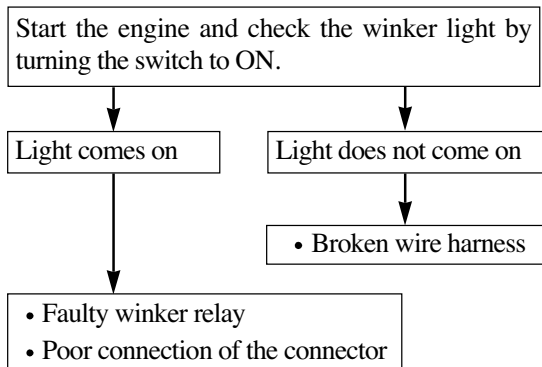 Start the engine and check the winker light by
turning the switch to ON.
Light comes on
Light does not come on
• Broken wire harness
• Faulty winker relay
• Poor connection of the connector